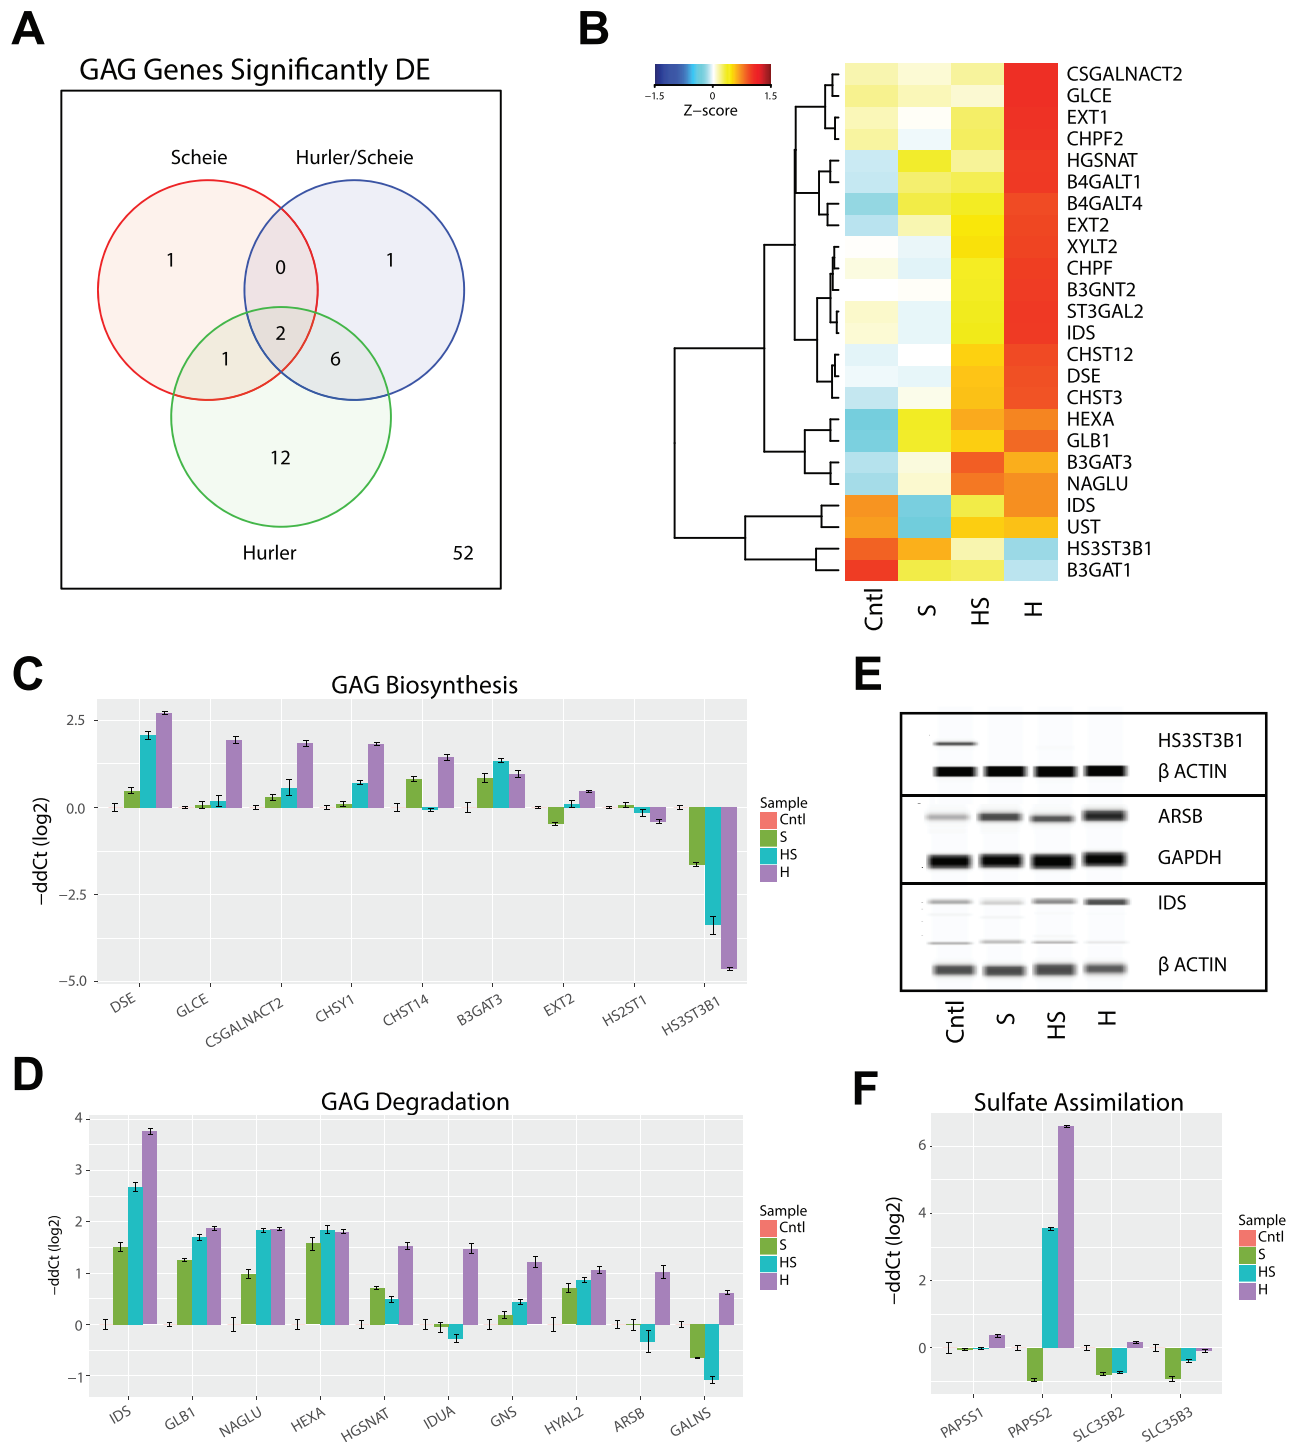 A
GAG Genes Significantly DE
Scheie
Hurler/Scheie
1
0
1
2
1
6
12
Hurler
52
B
−1.5
0
1.5
Z−score
CSGALNACT2
GLCE
EXT1
CHPF2
HGSNAT
B4GALT1
B4GALT4
EXT2
XYLT2
CHPF
B3GNT2
ST3GAL2
IDS
CHST12
DSE
CHST3
HEXA
GLB1
B3GAT3
NAGLU
IDS
UST
HS3ST3B1
B3GAT1
Cntl
S
HS
H
C
GAG Biosynthesis
−ddCt (log2)
2.5
0.0
−2.5
−5.0
DSE
GLCE
CSGALNACT2
CHSY1
CHST14
B3GAT3
EXT2
HS2ST1
HS3ST3B1
Sample
Cntl
S
HS
H
E
HS3ST3B1
β ACTIN
ARSB
GAPDH
IDS
β ACTIN
Cntl
S
HS
H
D
GAG Degradation
−ddCt (log2)
4
3
2
1
0
−1
IDS
GLB1
NAGLU
HEXA
HGSNAT
IDUA
GNS
HYAL2
ARSB
GALNS
Sample
Cntl
S
HS
H
F
Sulfate Assimilation
−ddCt (log2)
6
4
2
0
PAPSS1
PAPSS2
SLC35B2
SLC35B3
Sample
Cntl
S
HS
H